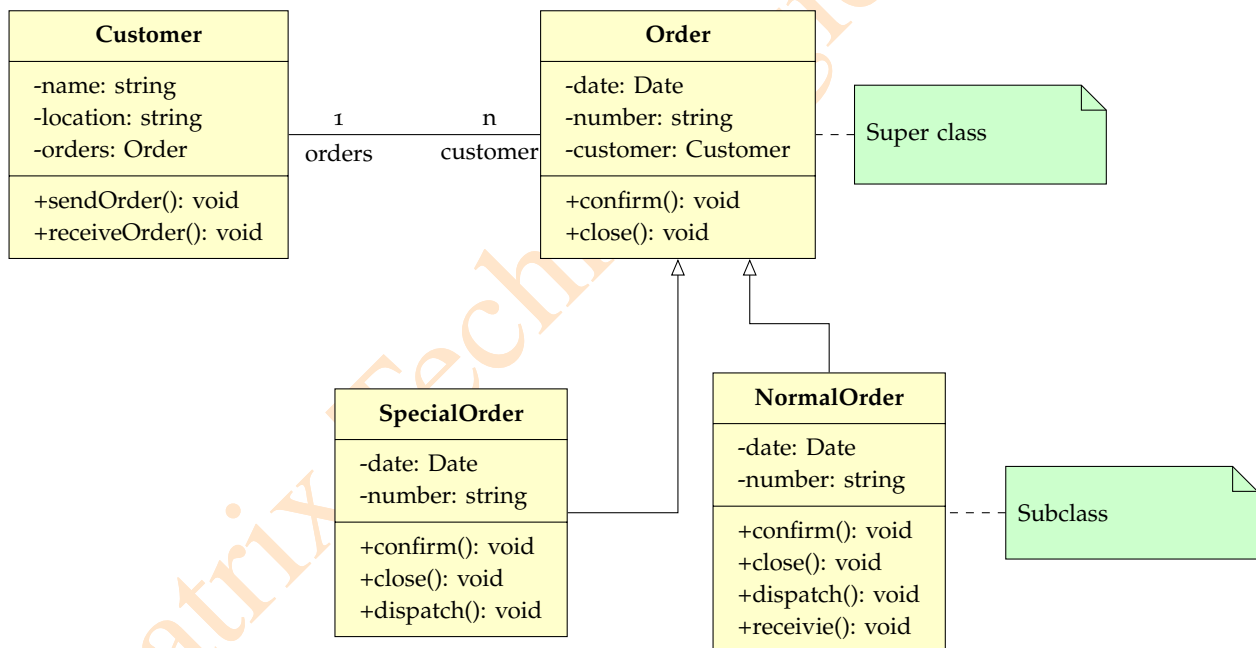 Customer
-name: string
-location: string
-orders: Order
+sendOrder(): void
+receiveOrder(): void
1
orders
n
customer
Order
-date: Date
-number: string
-customer: Customer
+confirm(): void
+close(): void
Super class
SpecialOrder
-date: Date
-number: string
+confirm(): void
+close(): void
+dispatch(): void
NormalOrder
-date: Date
-number: string
+confirm(): void
+close(): void
+dispatch(): void
+receivie(): void
Subclass